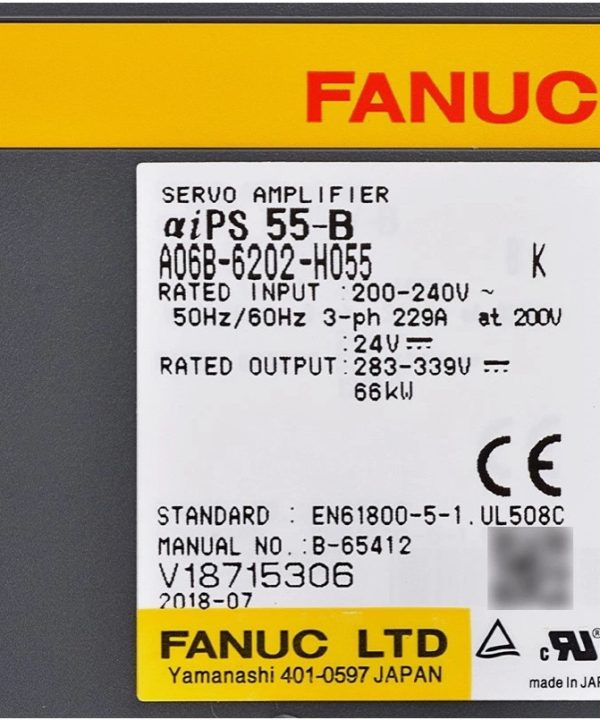 FANUC
SERVO AMPLIFIER
αiPS 55-B
A06B-6202-H055 K
RATED INPUT :200-240V ~
50Hz/60Hz 3-ph 229A at 200V
:24V ⎓
RATED OUTPUT:283-339V ⎓
66kW
CE
STANDARD : EN61800-5-1.UL508C
MANUAL NO.:B-65412
V18715306
2018-07
FANUC LTD
Yamanashi 401-0597 JAPAN
c RU ®
made in JAP